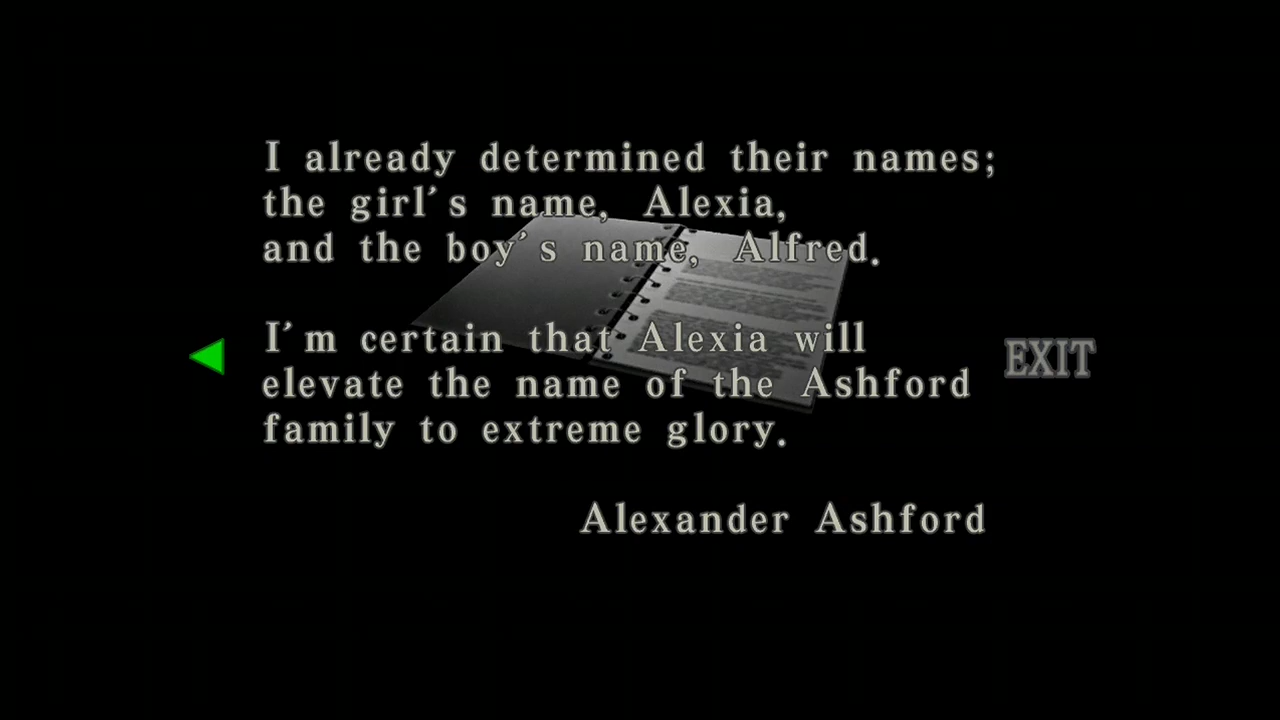 I already determined their names;
the girl's name, Alexia,
and the boy's name, Alfred.
I'm certain that Alexia will
elevate the name of the Ashford
family to extreme glory.
EXIT
Alexander Ashford